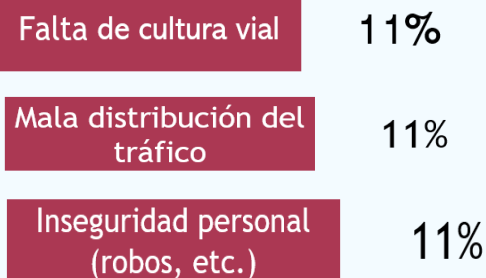 Falta de cultura vial 11%
Mala distribución del
tráfico
11%
Inseguridad personal
(robos, etc.)
11%